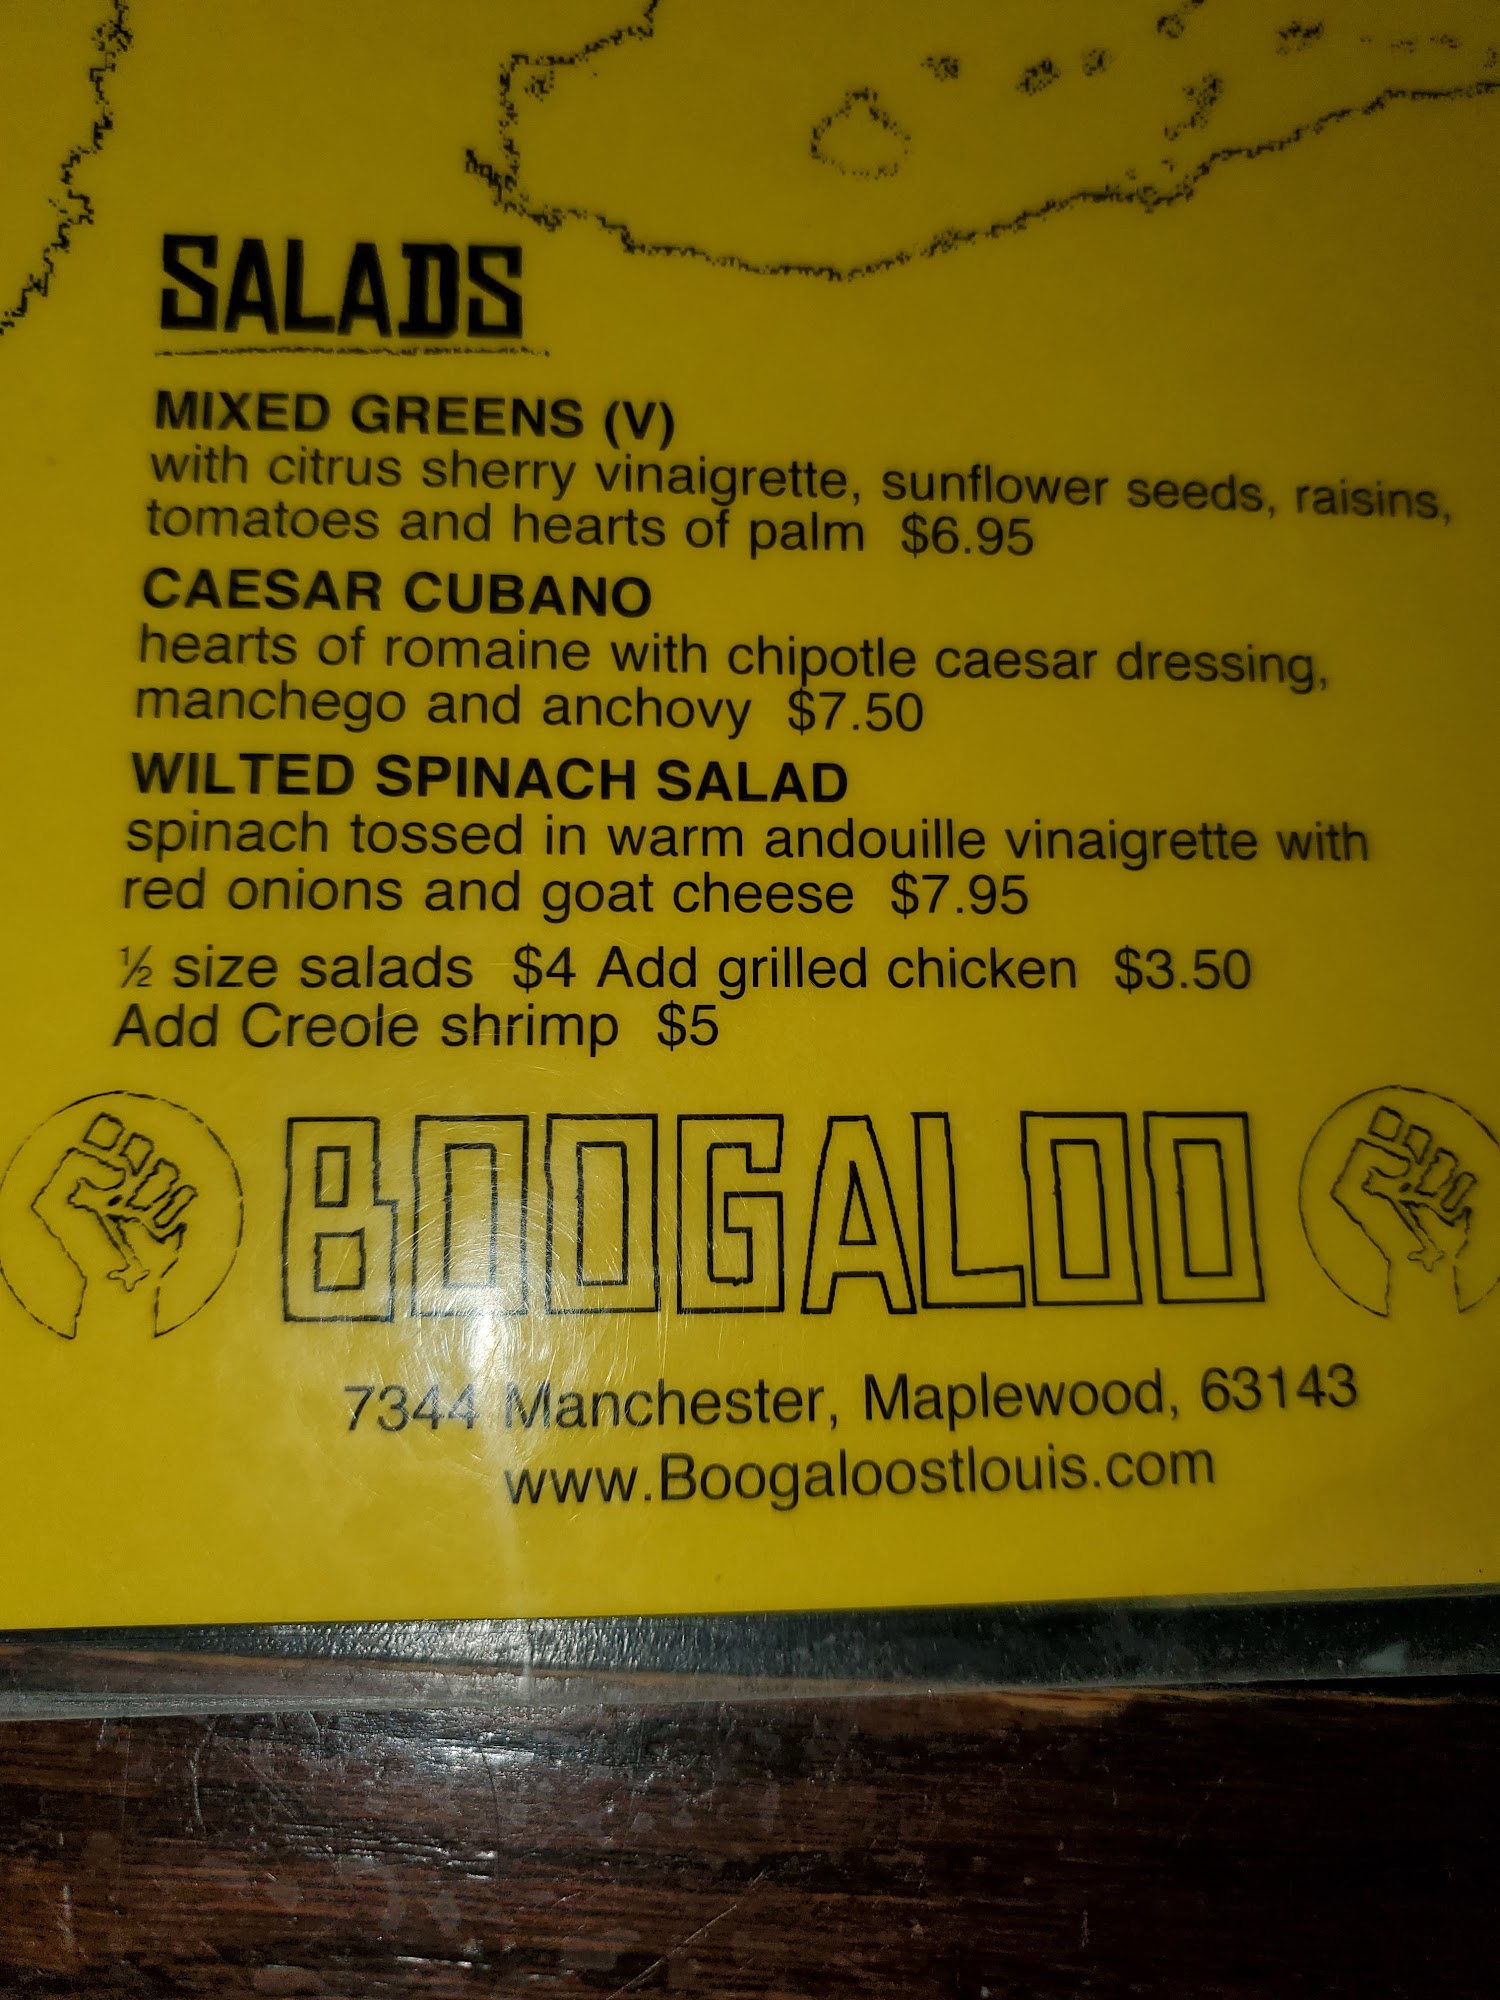 SALADS
MIXED GREENS (V)
with citrus sherry vinaigrette, sunflower seeds, raisins,
tomatoes and hearts of palm $6.95
CAESAR CUBANO
hearts of romaine with chipotle caesar dressing,
manchego and anchovy $7.50
WILTED SPINACH SALAD
spinach tossed in warm andouille vinaigrette with
red onions and goat cheese $7.95
½ size salads $4 Add grilled chicken $3.50
Add Creole shrimp $5
BOOGALOO
7344 Manchester, Maplewood, 63143
www.Boogaloostlouis.com